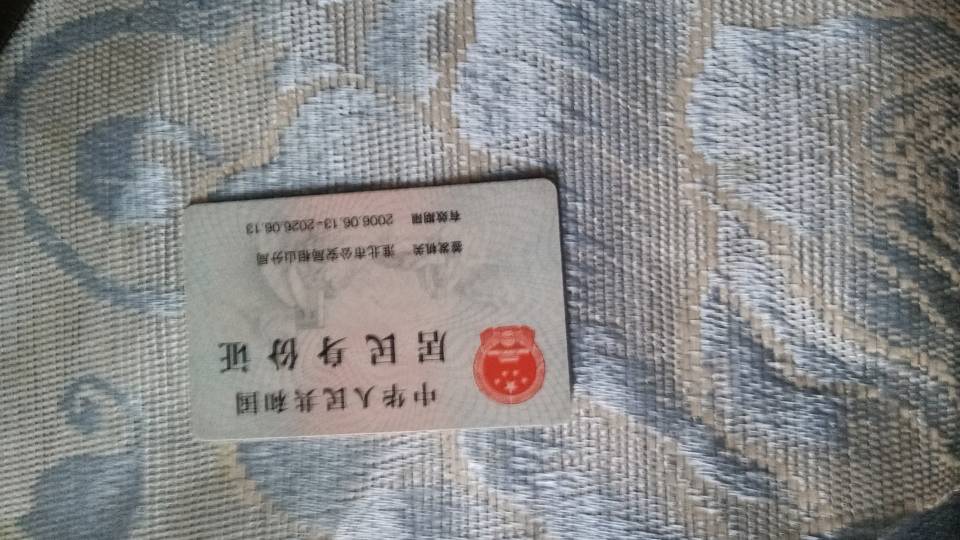 中华人民共和国
居民身份证
签发机关 淮北市公安局相山分局
有效期限 2006.06.13-2026.06.13